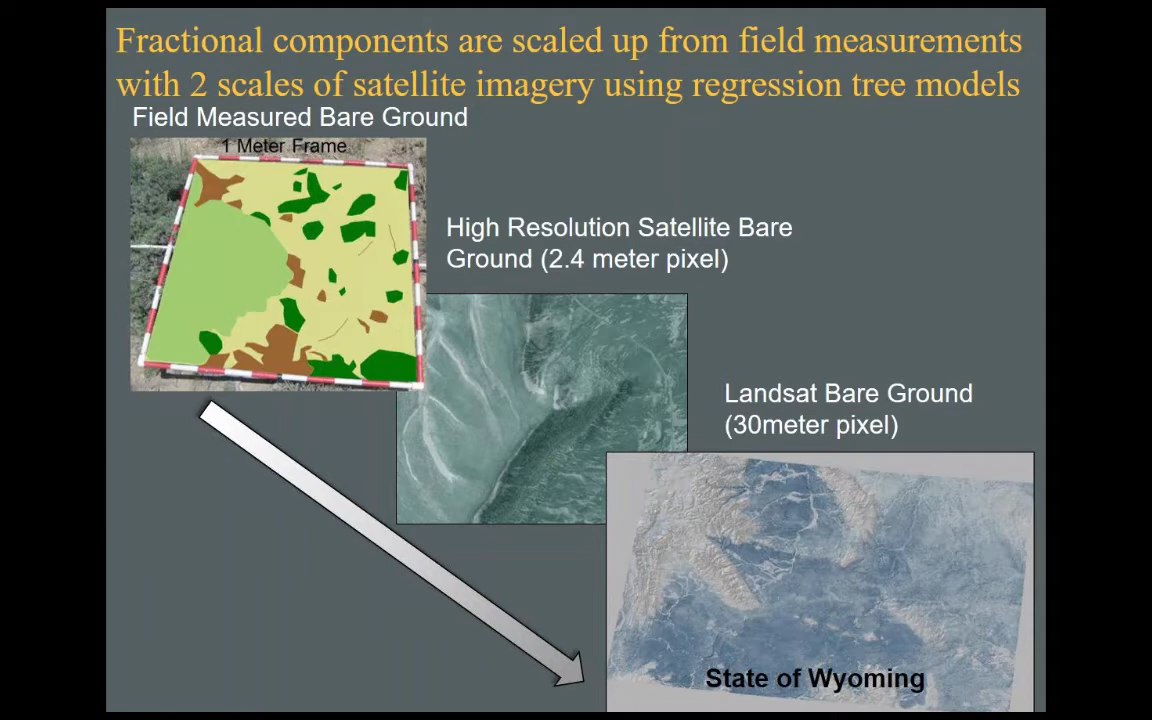 Fractional components are scaled up from field measurements
with 2 scales of satellite imagery using regression tree models
Field Measured Bare Ground
1 Meter Frame
High Resolution Satellite Bare
Ground (2.4 meter pixel)
Landsat Bare Ground
(30meter pixel)
State of Wyoming